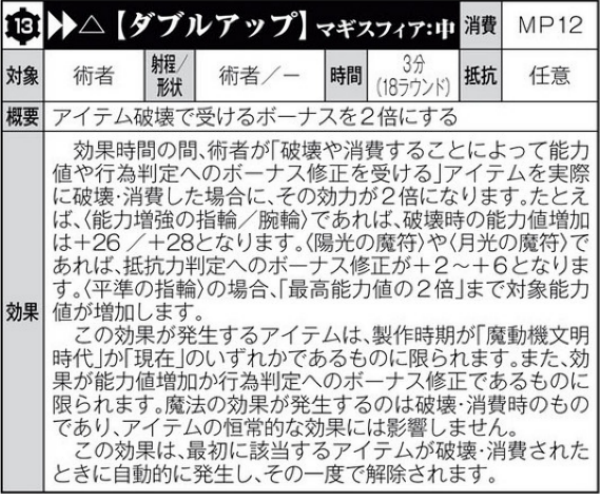 13 ▶▶△【ダブルアップ】マギスフィア:中 消費 MP12
対象 術者 射程／形状 術者／－ 時間 3分(18ラウンド) 抵抗 任意
概要 アイテム破壊で受けるボーナスを２倍にする
効果
効果時間の間、術者が「破壊や消費することによって能力
値や行為判定へのボーナス修正を受ける」アイテムを実際
に破壊・消費した場合に、その効力が２倍になります。たとえ
ば、〈能力増強の指輪／腕輪〉であれば、破壊時の能力値増加
は＋26／＋28となります。〈陽光の魔符〉や〈月光の魔符〉で
あれば、抵抗力判定へのボーナス修正が＋２～＋６となりま
す。〈平準の指輪〉の場合、「最高能力値の２倍」まで対象能力
値が増加します。
この効果が発生するアイテムは、製作時期が「魔動機文明
時代」か「現在」のいずれかであるものに限られます。また、効
果が能力値増加か行為判定へのボーナス修正であるものに
限られます。魔法の効果が発生するのは破壊・消費時のもの
であり、アイテムの恒常的な効果には影響しません。
この効果は、最初に該当するアイテムが破壊・消費された
ときに自動的に発生し、その一度で解除されます。